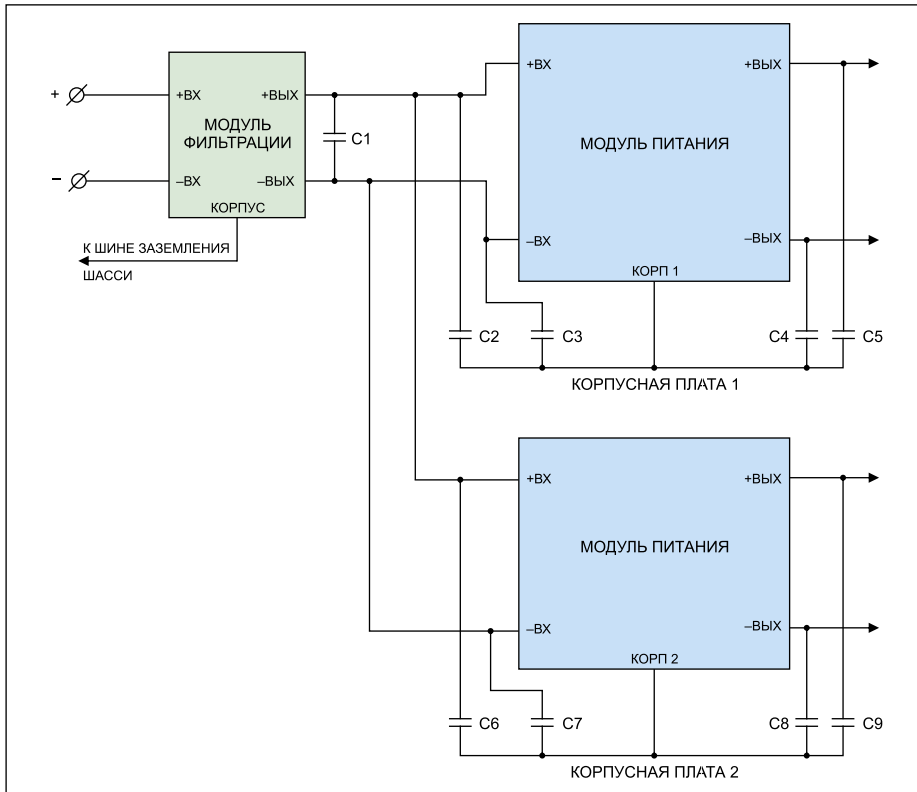 +
+ВХ
+ВЫХ
МОДУЛЬ
ФИЛЬТРАЦИИ
–
–ВХ
–ВЫХ
КОРПУС
К ШИНЕ ЗАЗЕМЛЕНИЯ
ШАССИ
C1
+ВХ
+ВЫХ
МОДУЛЬ ПИТАНИЯ
–ВХ
–ВЫХ
КОРП 1
C2
C3
C4
C5
КОРПУСНАЯ ПЛАТА 1
+ВХ
+ВЫХ
МОДУЛЬ ПИТАНИЯ
–ВХ
–ВЫХ
КОРП 2
C6
C7
C8
C9
КОРПУСНАЯ ПЛАТА 2